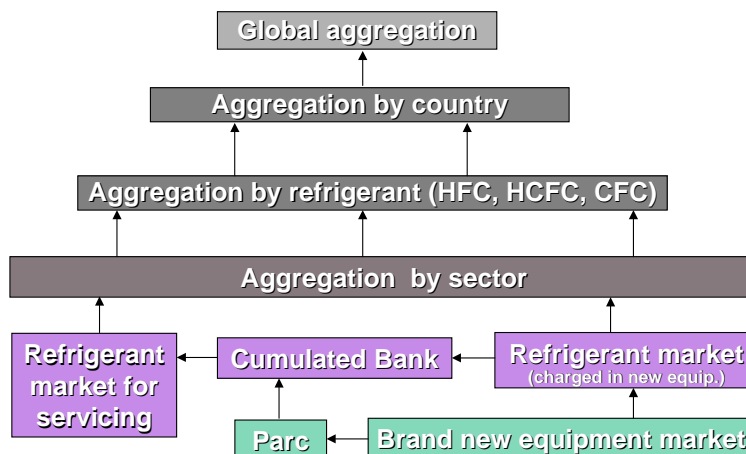 Global aggregation
Aggregation by country
Aggregation by refrigerant (HFC, HCFC, CFC)
Aggregation by sector
Refrigerant
market for
servicing
Cumulated Bank
Refrigerant market
(charged in new equip.)
Parc
Brand new equipment market